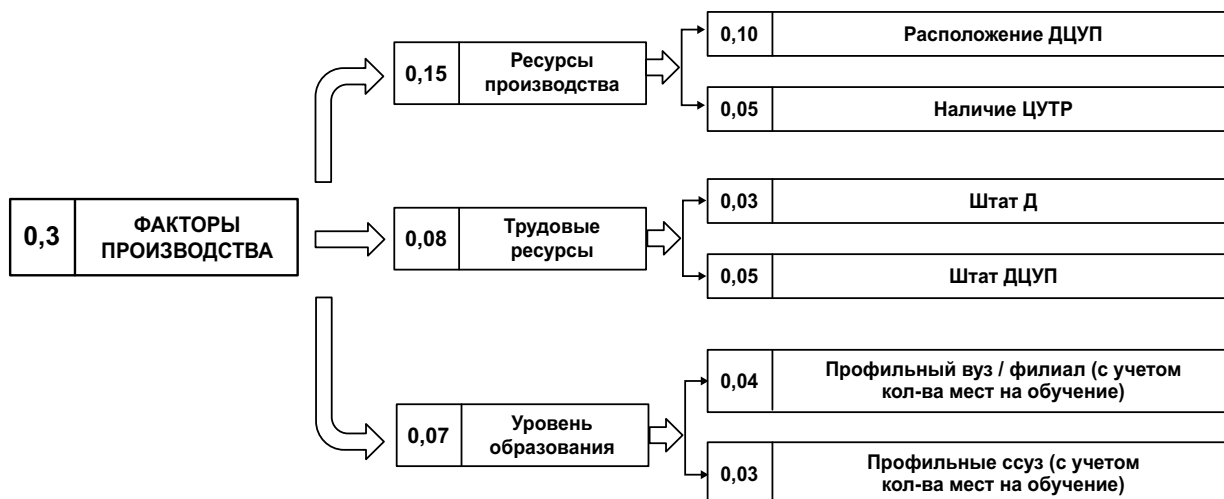 0,3
ФАКТОРЫ
ПРОИЗВОДСТВА
0,15
Ресурсы
производства
0,10
Расположение ДЦУП
0,05
Наличие ЦУТР
0,08
Трудовые
ресурсы
0,03
Штат Д
0,05
Штат ДЦУП
0,07
Уровень
образования
0,04
Профильный вуз / филиал (с учетом
кол-ва мест на обучение)
0,03
Профильные ссуз (с учетом
кол-ва мест на обучение)